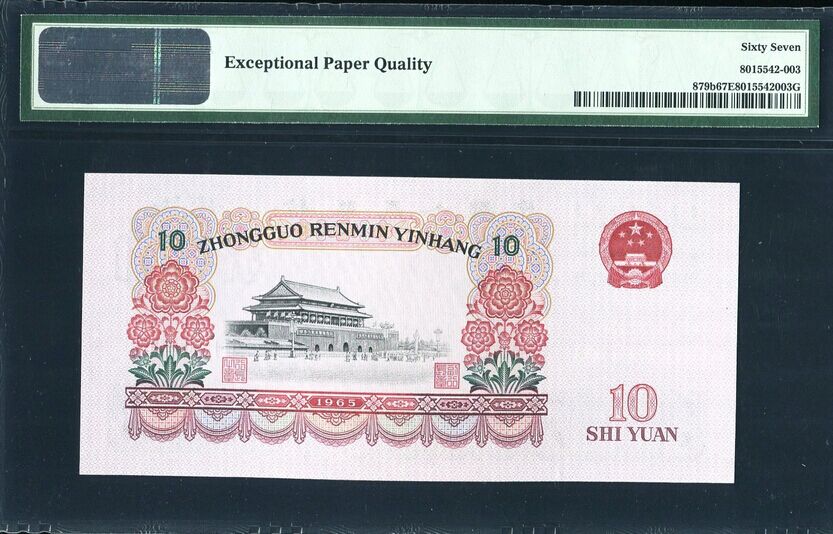 Exceptional Paper Quality
Sixty Seven
8015542-003
879b67E8015542003G
10 ZHONGGUO RENMIN YINHANG 10
1965
10
SHI YUAN